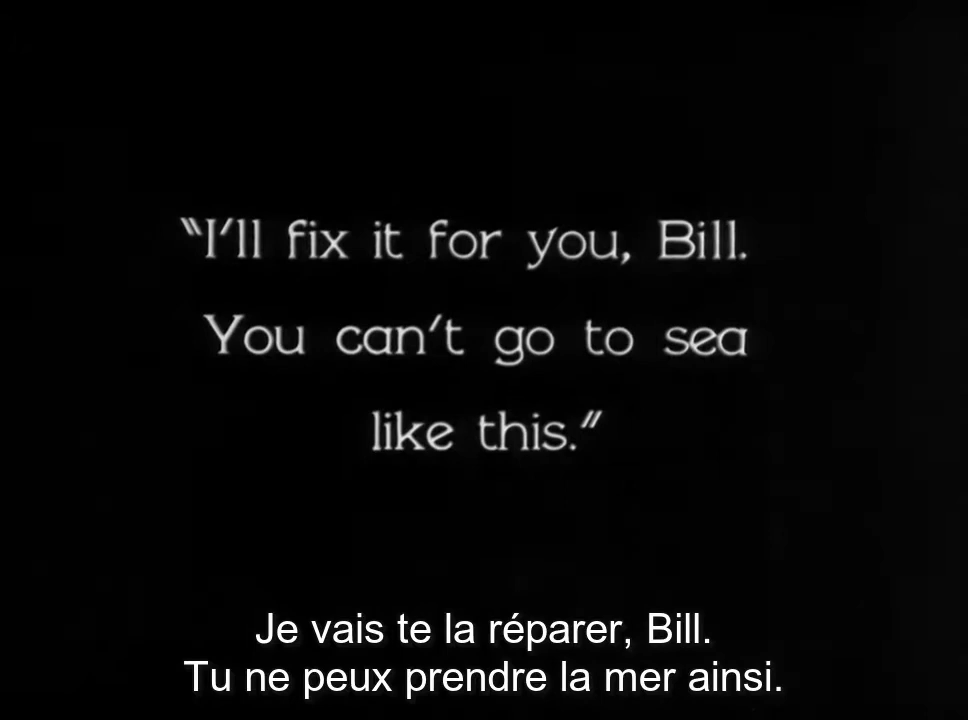 "I'll fix it for you, Bill.
You can't go to sea
like this."
Je vais te la réparer, Bill.
Tu ne peux prendre la mer ainsi.